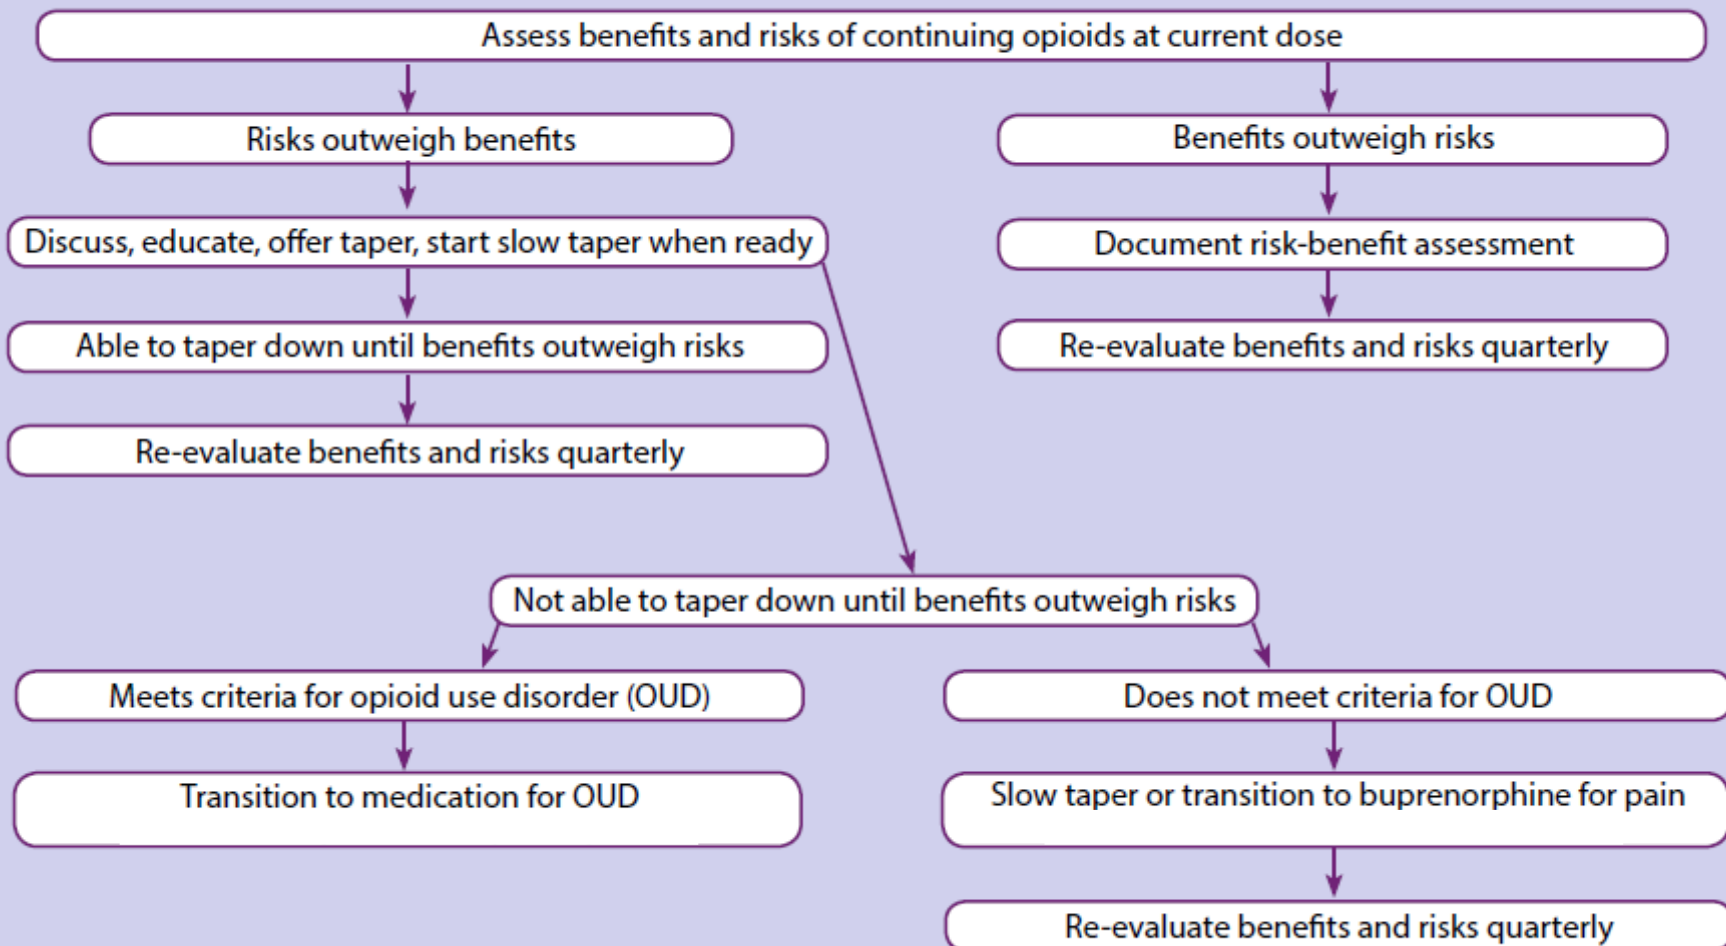 Assess benefits and risks of continuing opioids at current dose
Risks outweigh benefits
Benefits outweigh risks
Discuss, educate, offer taper, start slow taper when ready
Document risk-benefit assessment
Able to taper down until benefits outweigh risks
Re-evaluate benefits and risks quarterly
Re-evaluate benefits and risks quarterly
Not able to taper down until benefits outweigh risks
Meets criteria for opioid use disorder (OUD)
Does not meet criteria for OUD
Transition to medication for OUD
Slow taper or transition to buprenorphine for pain
Re-evaluate benefits and risks quarterly